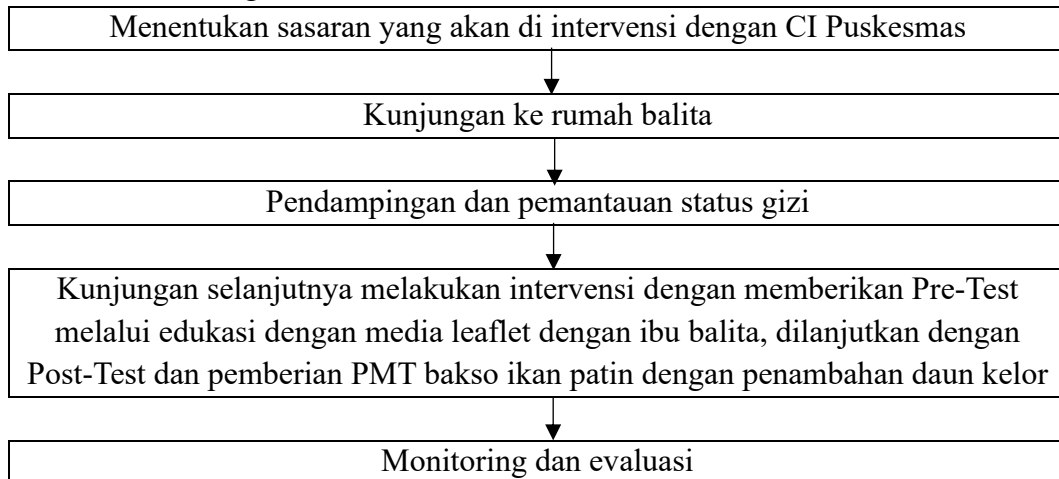 Menentukan sasaran yang akan di intervensi dengan CI Puskesmas
Kunjungan ke rumah balita
Pendampingan dan pemantauan status gizi
Kunjungan selanjutnya melakukan intervensi dengan memberikan Pre-Test
melalui edukasi dengan media leaflet dengan ibu balita, dilanjutkan dengan
Post-Test dan pemberian PMT bakso ikan patin dengan penambahan daun kelor
Monitoring dan evaluasi